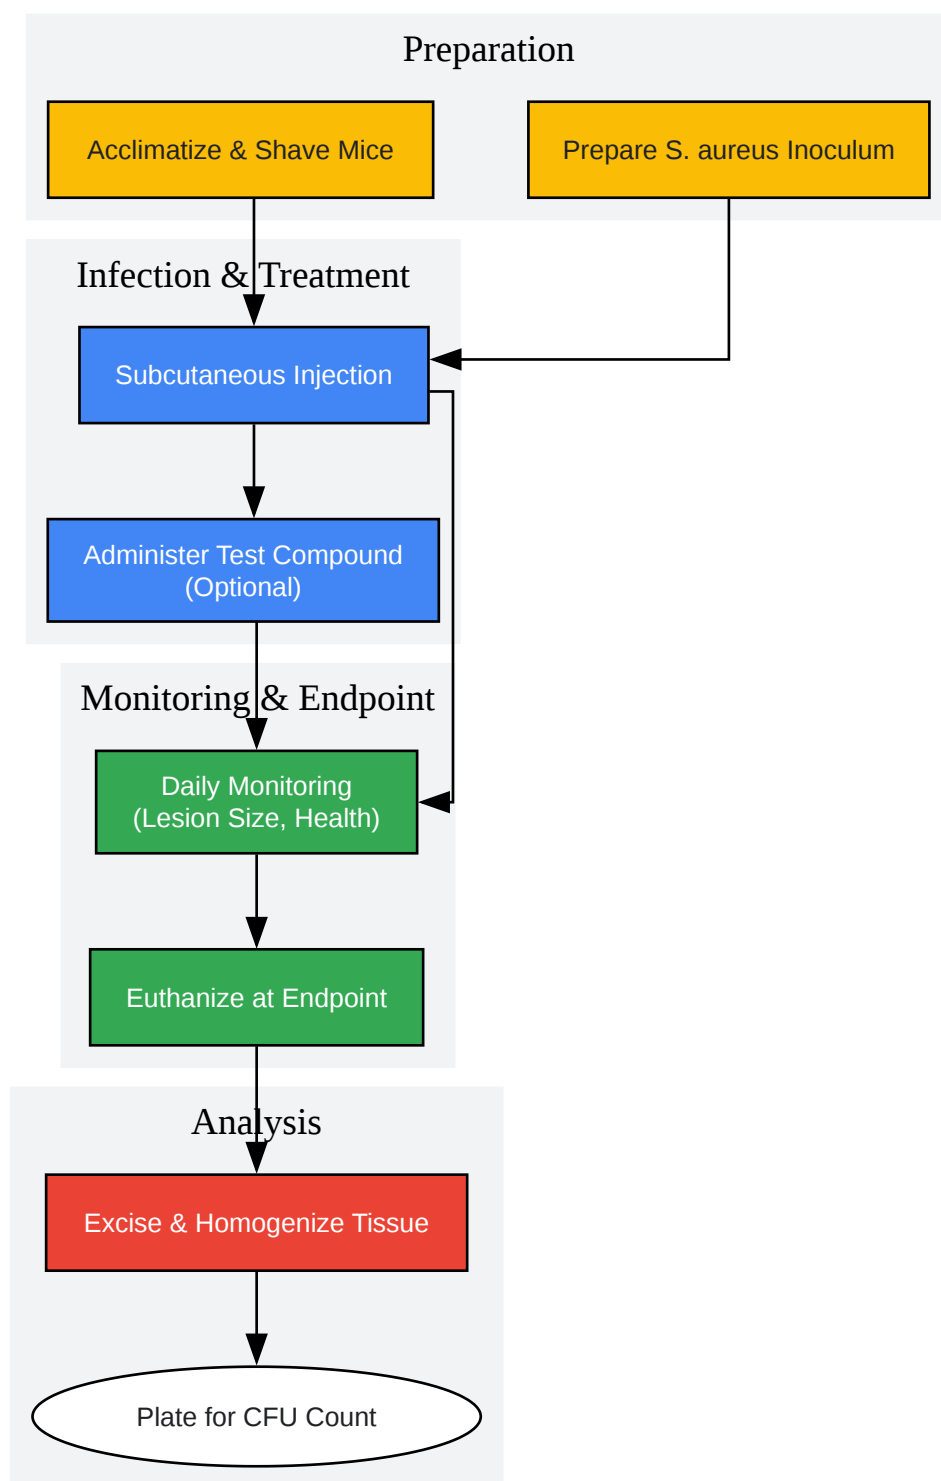 Preparation
Acclimatize & Shave Mice
Prepare S. aureus Inoculum
Infection & Treatment
Subcutaneous Injection
Administer Test Compound
(Optional)
Monitoring & Endpoint
Daily Monitoring
(Lesion Size, Health)
Euthanize at Endpoint
Analysis
Excise & Homogenize Tissue
Plate for CFU Count